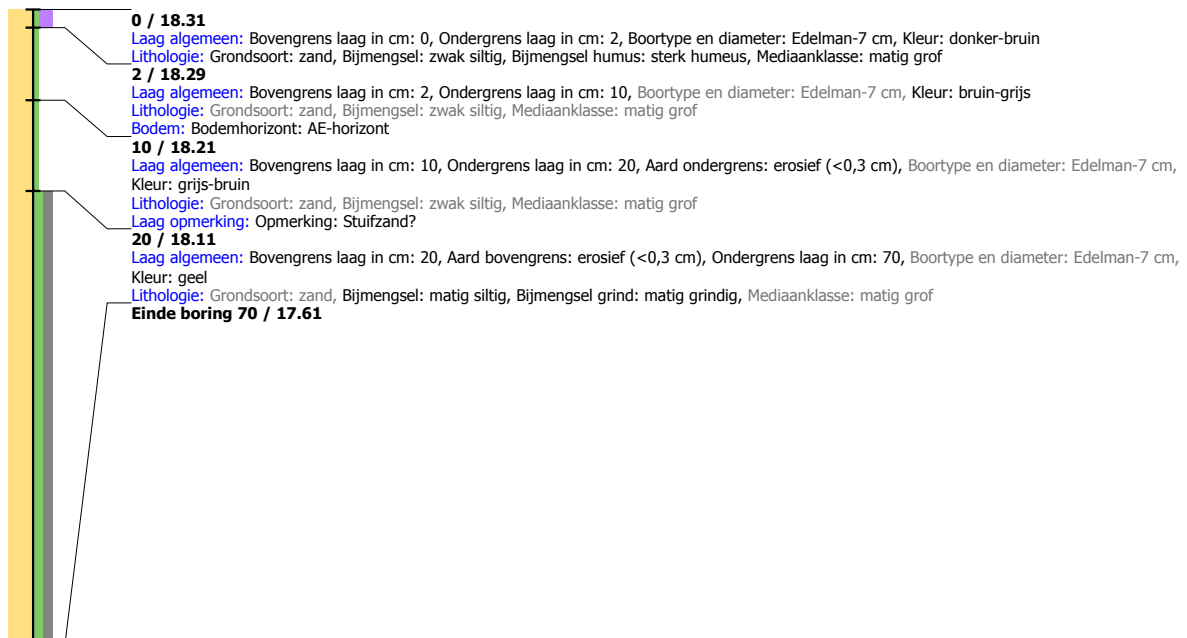 0 / 18.31
Laag algemeen: Bovengrens laag in cm: 0, Ondergrens laag in cm: 2, Boortype en diameter: Edelman-7 cm, Kleur: donker-bruin
Lithologie: Grondsoort: zand, Bijmengsel: zwak siltig, Bijmengsel humus: sterk humeus, Mediaanklasse: matig grof
2 / 18.29
Laag algemeen: Bovengrens laag in cm: 2, Ondergrens laag in cm: 10, Boortype en diameter: Edelman-7 cm, Kleur: bruin-grijs
Lithologie: Grondsoort: zand, Bijmengsel: zwak siltig, Mediaanklasse: matig grof
Bodem: Bodemhorizont: AE-horizont
10 / 18.21
Laag algemeen: Bovengrens laag in cm: 10, Ondergrens laag in cm: 20, Aard ondergrens: erosief (<0,3 cm), Boortype en diameter: Edelman-7 cm,
Kleur: grijs-bruin
Lithologie: Grondsoort: zand, Bijmengsel: zwak siltig, Mediaanklasse: matig grof
Laag opmerking: Opmerking: Stuifzand?
20 / 18.11
Laag algemeen: Bovengrens laag in cm: 20, Aard bovengrens: erosief (<0,3 cm), Ondergrens laag in cm: 70, Boortype en diameter: Edelman-7 cm,
Kleur: geel
Lithologie: Grondsoort: zand, Bijmengsel: matig siltig, Bijmengsel grind: matig grindig, Mediaanklasse: matig grof
Einde boring 70 / 17.61